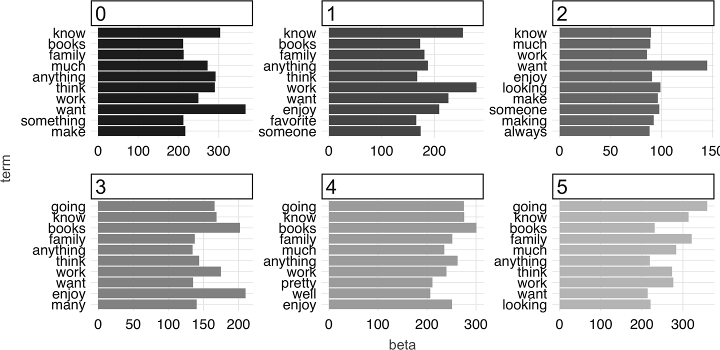 0
know
books
family
much
anything
think
work
want
something
make
0 100 200 300
1
know
books
family
anything
think
work
want
enjoy
favorite
someone
0 100 200
2
know
much
work
want
enjoy
looking
make
someone
making
always
0 50 100 150
3
going
know
books
family
anything
think
work
want
enjoy
many
0 50 100 150 200
4
going
know
books
family
much
anything
work
pretty
well
enjoy
0 100 200 300
5
going
know
books
family
much
anything
think
work
want
looking
0 100 200 300
term
beta